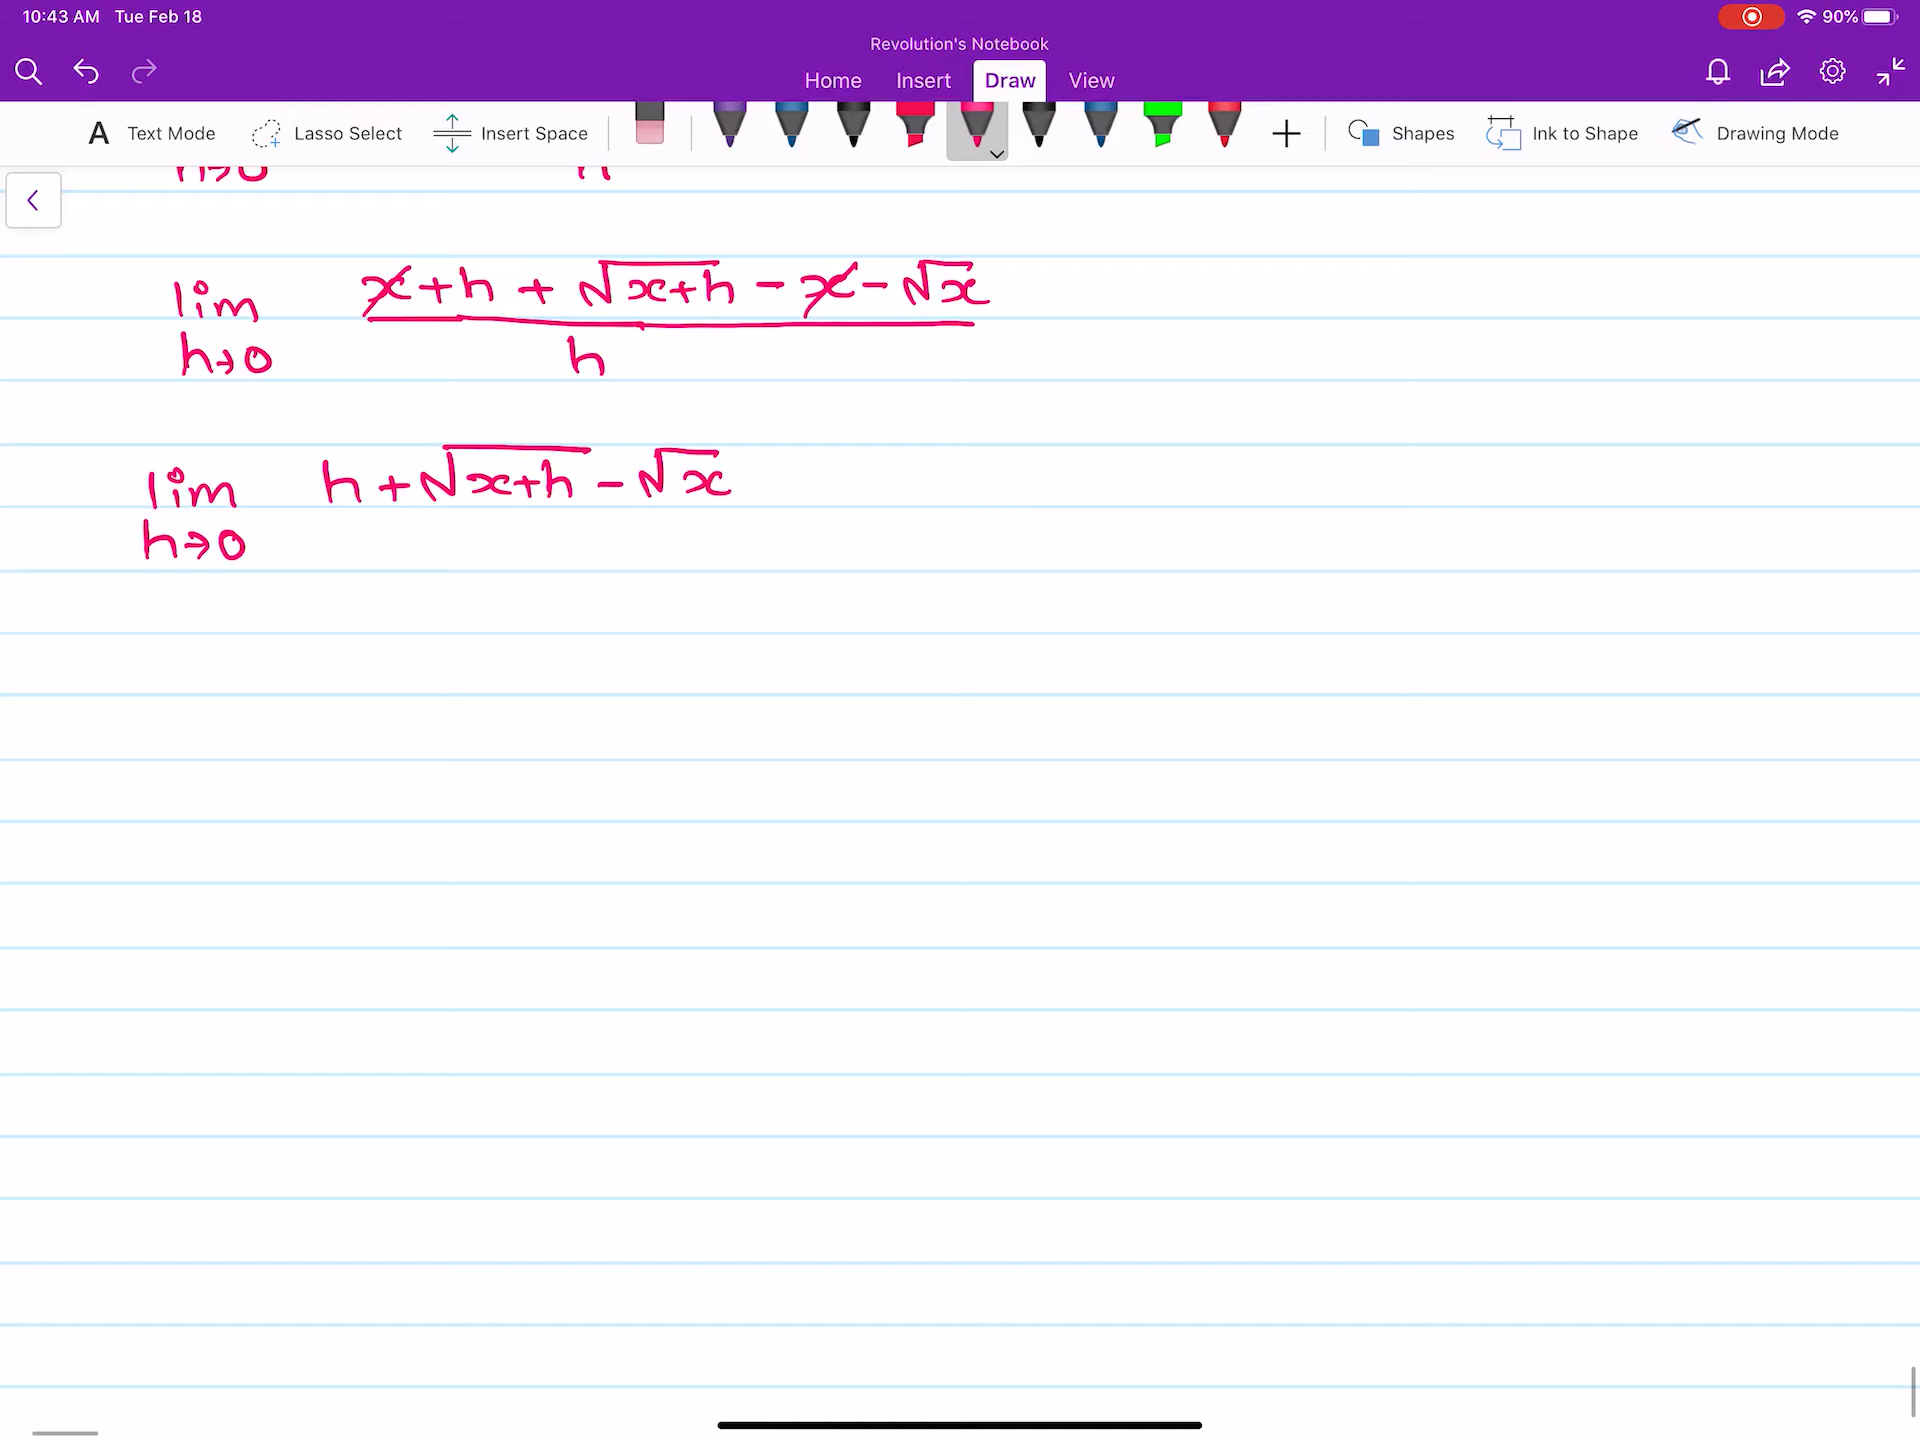 10:43 AM Tue Feb 18
90%
Revolution's Notebook
Home Insert Draw View
A Text Mode Lasso Select Insert Space Shapes Ink to Shape Drawing Mode
h→0 h
lim x+h + √x+h - x - √x
h→0 h
lim h + √x+h - √x
h→0